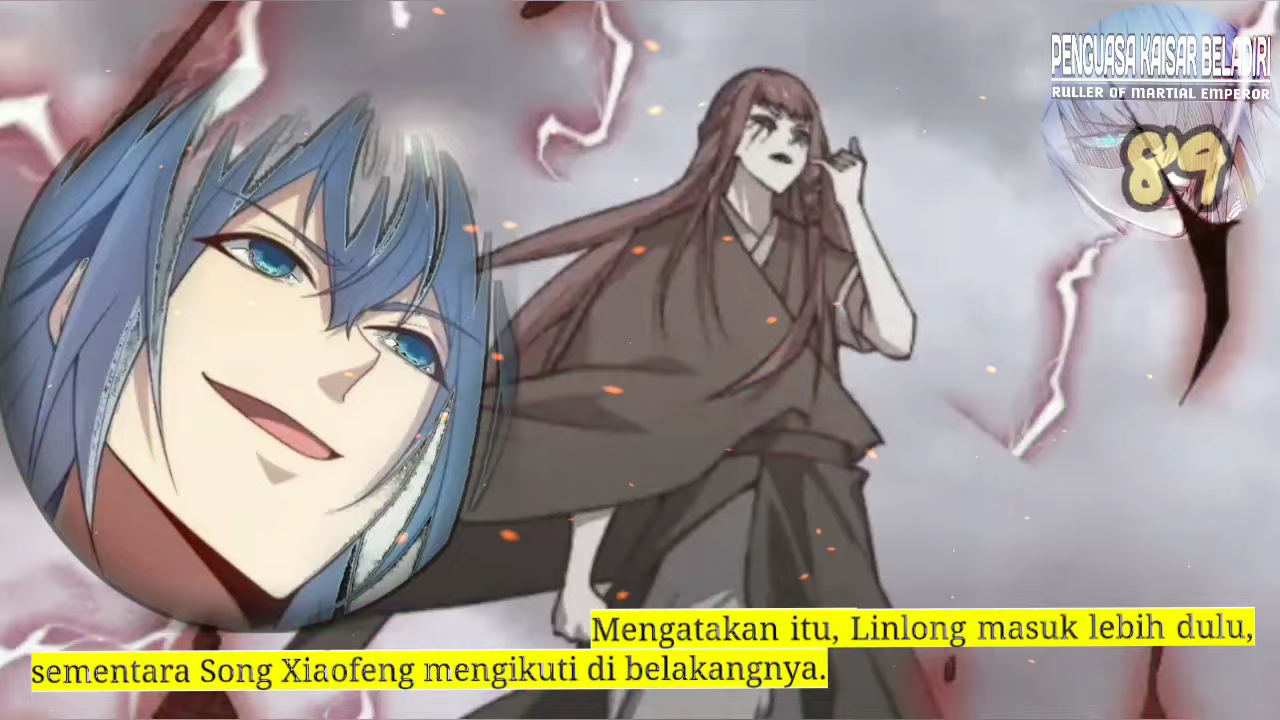 PENGUASA KAISAR BELADIRI
RULLER OF MARTIAL EMPEROR
89
Mengatakan itu, Linlong masuk lebih dulu,
sementara Song Xiaofeng mengikuti di belakangnya.